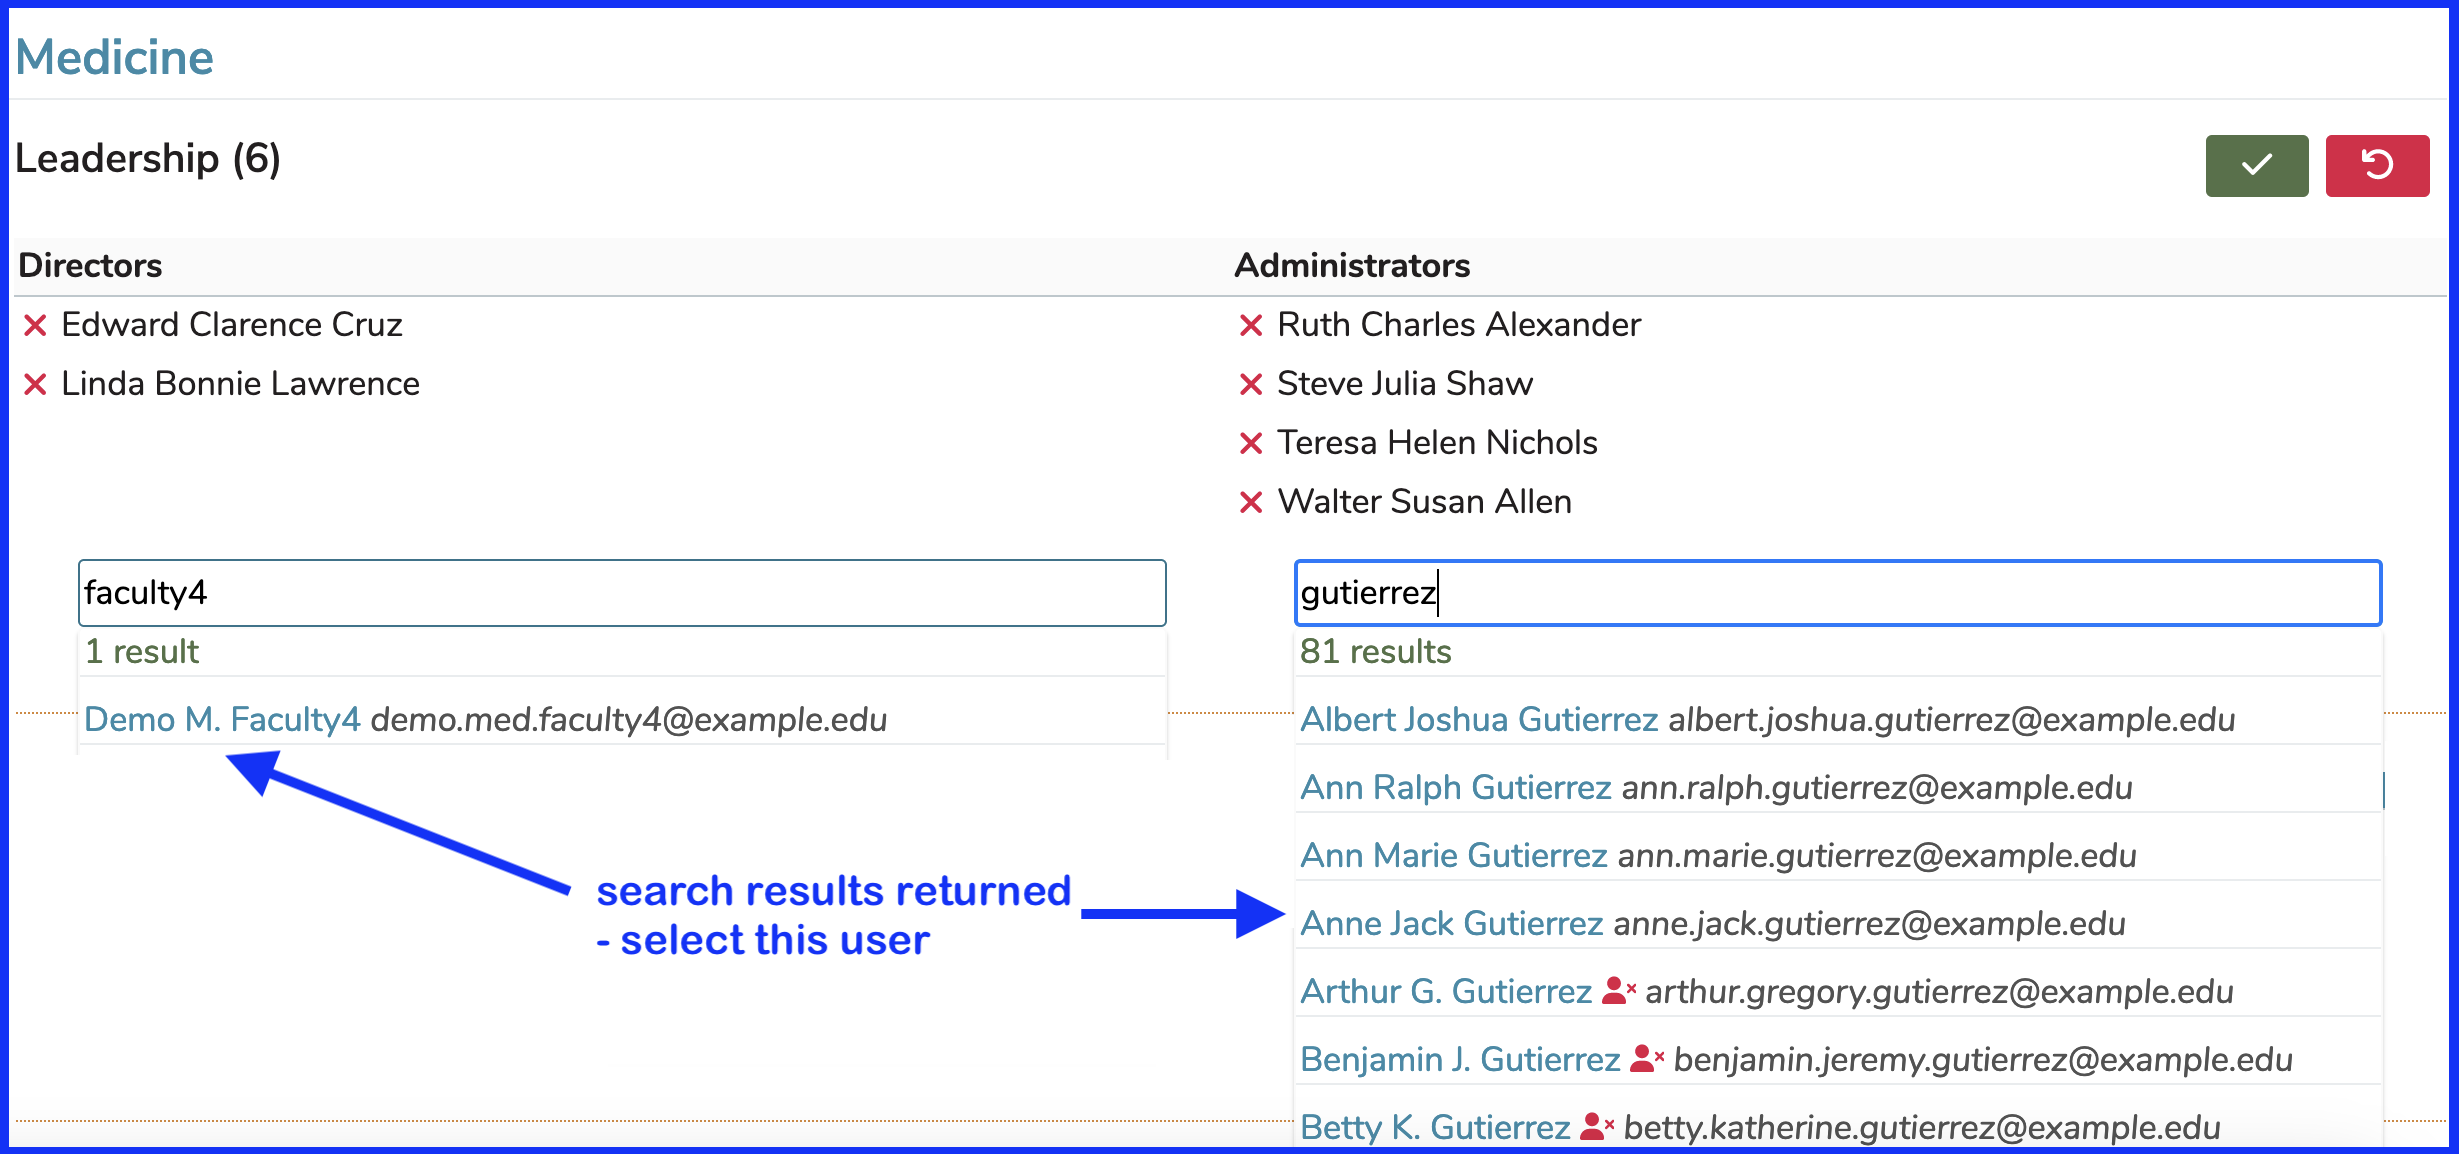 Medicine
Leadership (6)
Directors
Administrators
Edward Clarence Cruz
Linda Bonnie Lawrence
Ruth Charles Alexander
Steve Julia Shaw
Teresa Helen Nichols
Walter Susan Allen
faculty4
1 result
Demo M. Faculty4 demo.med.faculty4@example.edu
gutierrez
81 results
Albert Joshua Gutierrez albert.joshua.gutierrez@example.edu
Ann Ralph Gutierrez ann.ralph.gutierrez@example.edu
Ann Marie Gutierrez ann.marie.gutierrez@example.edu
Anne Jack Gutierrez anne.jack.gutierrez@example.edu
Arthur G. Gutierrez arthur.gregory.gutierrez@example.edu
Benjamin J. Gutierrez benjamin.jeremy.gutierrez@example.edu
Betty K. Gutierrez betty.katherine.gutierrez@example.edu
search results returned
- select this user